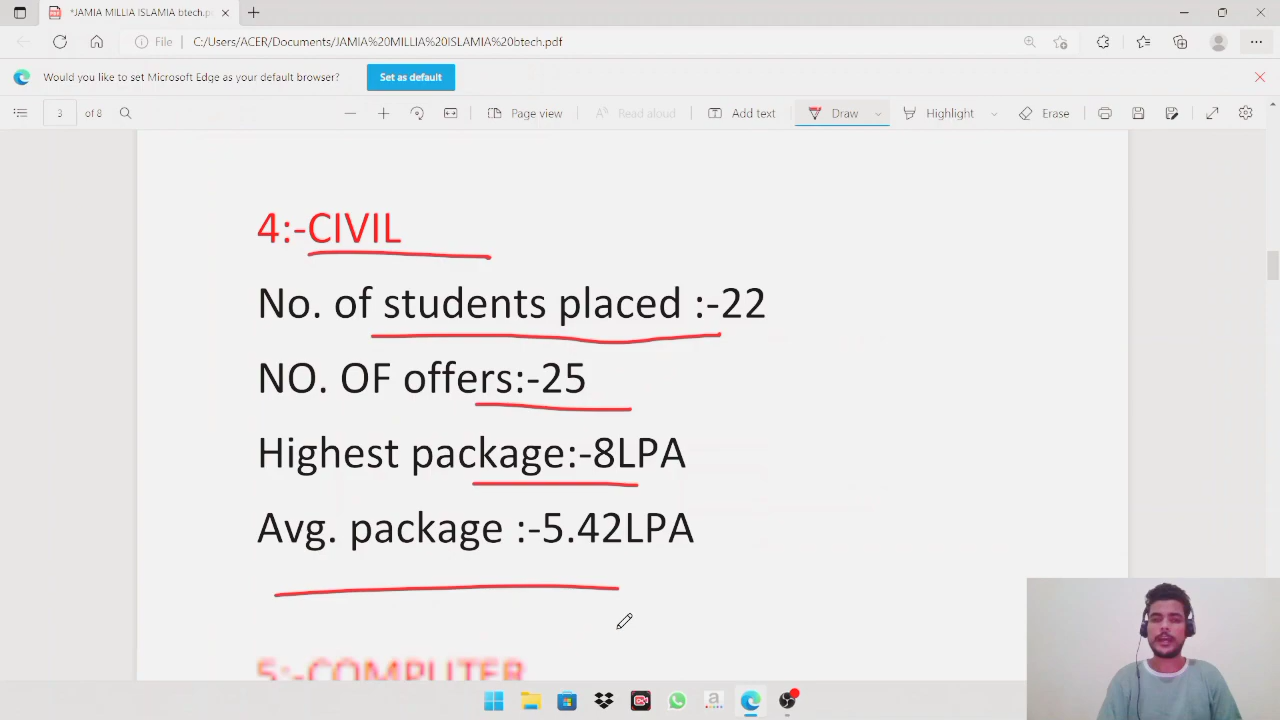 *JAMIA MILLIA ISLAMIA btech.p
File C:/Users/ACER/Documents/JAMIA%20MILLIA%20ISLAMIA%20btech.pdf
Would you like to set Microsoft Edge as your default browser? Set as default
3 of 8 Page view Read aloud Add text Draw Highlight Erase
4:-CIVIL
No. of students placed :-22
NO. OF offers:-25
Highest package:-8LPA
Avg. package :-5.42LPA
5:-COMPUTER